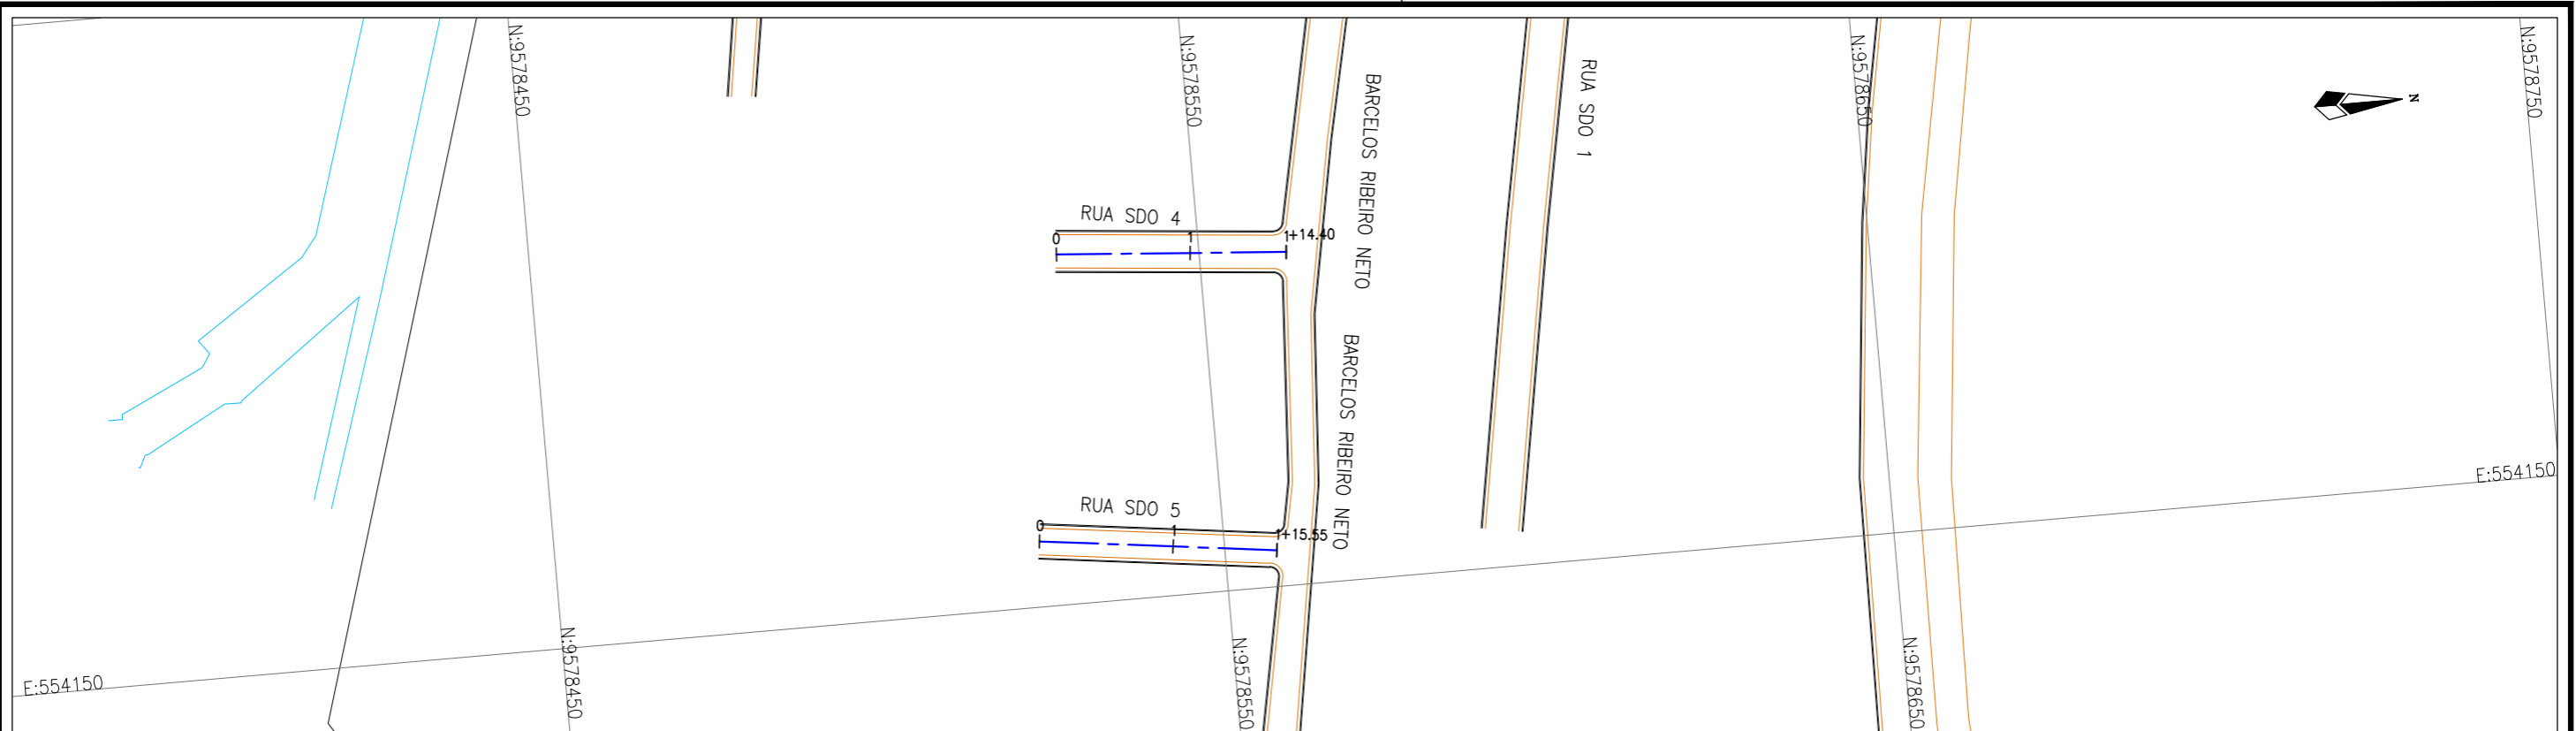 N:9578450
N:9578550
N:9578650
N:9578750
N
BARCELOS RIBEIRO NETO
RUA SDO 1
RUA SDO 4
0
1
1+14.40
BARCELOS RIBEIRO NETO
E:554150
RUA SDO 5
0
1
1+15.55
E:554150
N:9578450
N:9578550
N:9578650